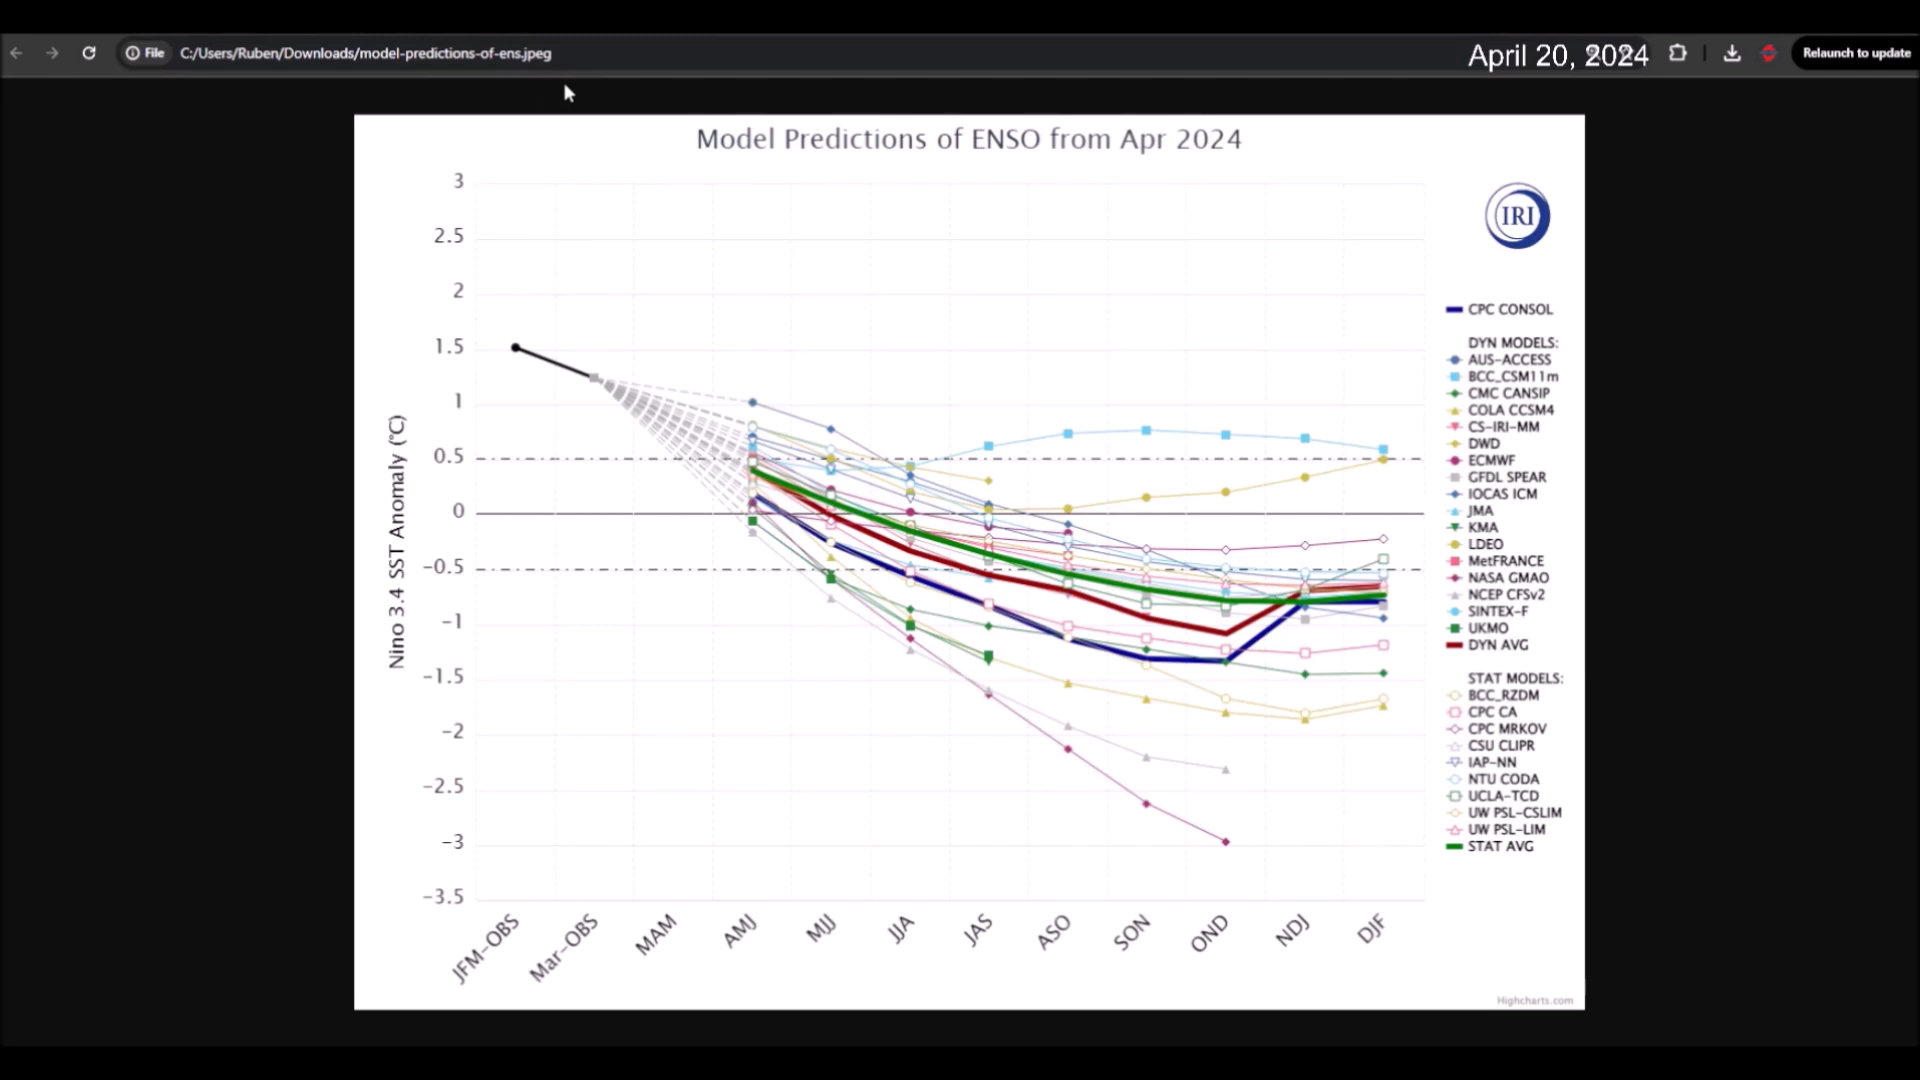 File C:/Users/Ruben/Downloads/model-predictions-of-ens.jpeg
April 20, 2024
Relaunch to update
Model Predictions of ENSO from Apr 2024
IRI
3
2.5
2
1.5
1
0.5
0
−0.5
−1
−1.5
−2
−2.5
−3
−3.5
Nino 3.4 SST Anomaly (°C)
JFM-OBS
Mar-OBS
MAM
AMJ
MJJ
JJA
JAS
ASO
SON
OND
NDJ
DJF
CPC CONSOL
DYN MODELS:
AUS-ACCESS
BCC_CSM11m
CMC CANSIP
COLA CCSM4
CS-IRI-MM
DWD
ECMWF
GFDL SPEAR
IOCAS ICM
JMA
KMA
LDEO
MetFRANCE
NASA GMAO
NCEP CFSv2
SINTEX-F
UKMO
DYN AVG
STAT MODELS:
BCC_RZDM
CPC CA
CPC MRKOV
CSU CLIPR
IAP-NN
NTU CODA
UCLA-TCD
UW PSL-CSLIM
UW PSL-LIM
STAT AVG
Highcharts.com